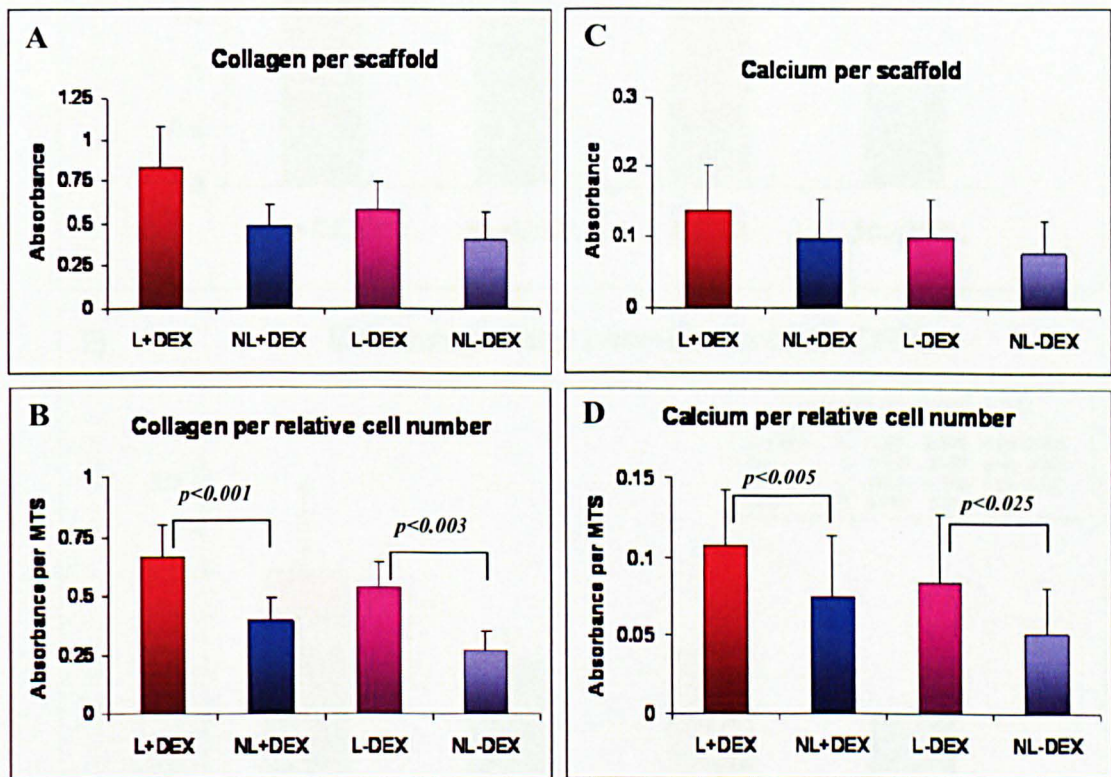 A
Collagen per scaffold
Absorbance
1.25
1
0.75
0.5
0.25
0
L+DEX NL+DEX L-DEX NL-DEX
C
Calcium per scaffold
Absorbance
0.3
0.2
0.1
0
L+DEX NL+DEX L-DEX NL-DEX
B
Collagen per relative cell number
Absorbance per MTS
1
0.75
0.5
0.25
0
p<0.001
p<0.003
L+DEX NL+DEX L-DEX NL-DEX
D
Calcium per relative cell number
Absorbance per MTS
0.15
0.1
0.05
0
p<0.005
p<0.025
L+DEX NL+DEX L-DEX NL-DEX